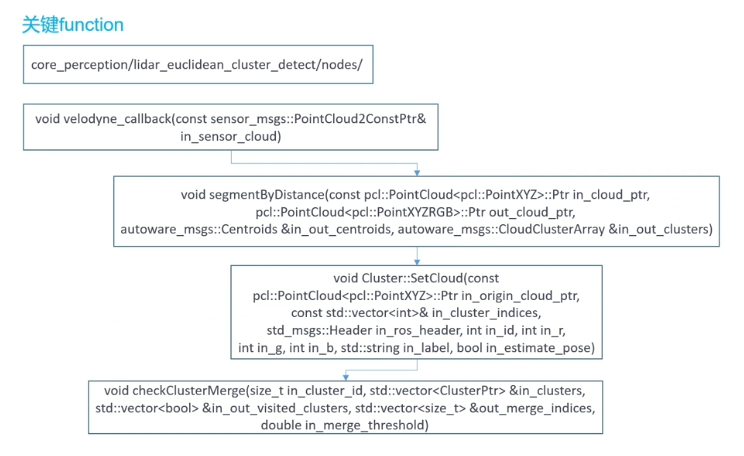 关键function
core_perception/lidar_euclidean_cluster_detect/nodes/
void velodyne_callback(const sensor_msgs::PointCloud2ConstPtr&
in_sensor_cloud)
void segmentByDistance(const pcl::PointCloud<pcl::PointXYZ>::Ptr in_cloud_ptr,
pcl::PointCloud<pcl::PointXYZRGB>::Ptr out_cloud_ptr,
autoware_msgs::Centroids &in_out_centroids, autoware_msgs::CloudClusterArray &in_out_clusters)
void Cluster::SetCloud(const
pcl::PointCloud<pcl::PointXYZ>::Ptr in_origin_cloud_ptr,
const std::vector<int>& in_cluster_indices,
std_msgs::Header in_ros_header, int in_id, int in_r,
int in_g, int in_b, std::string in_label, bool in_estimate_pose)
void checkClusterMerge(size_t in_cluster_id, std::vector<ClusterPtr> &in_clusters,
std::vector<bool> &in_out_visited_clusters, std::vector<size_t> &out_merge_indices,
double in_merge_threshold)